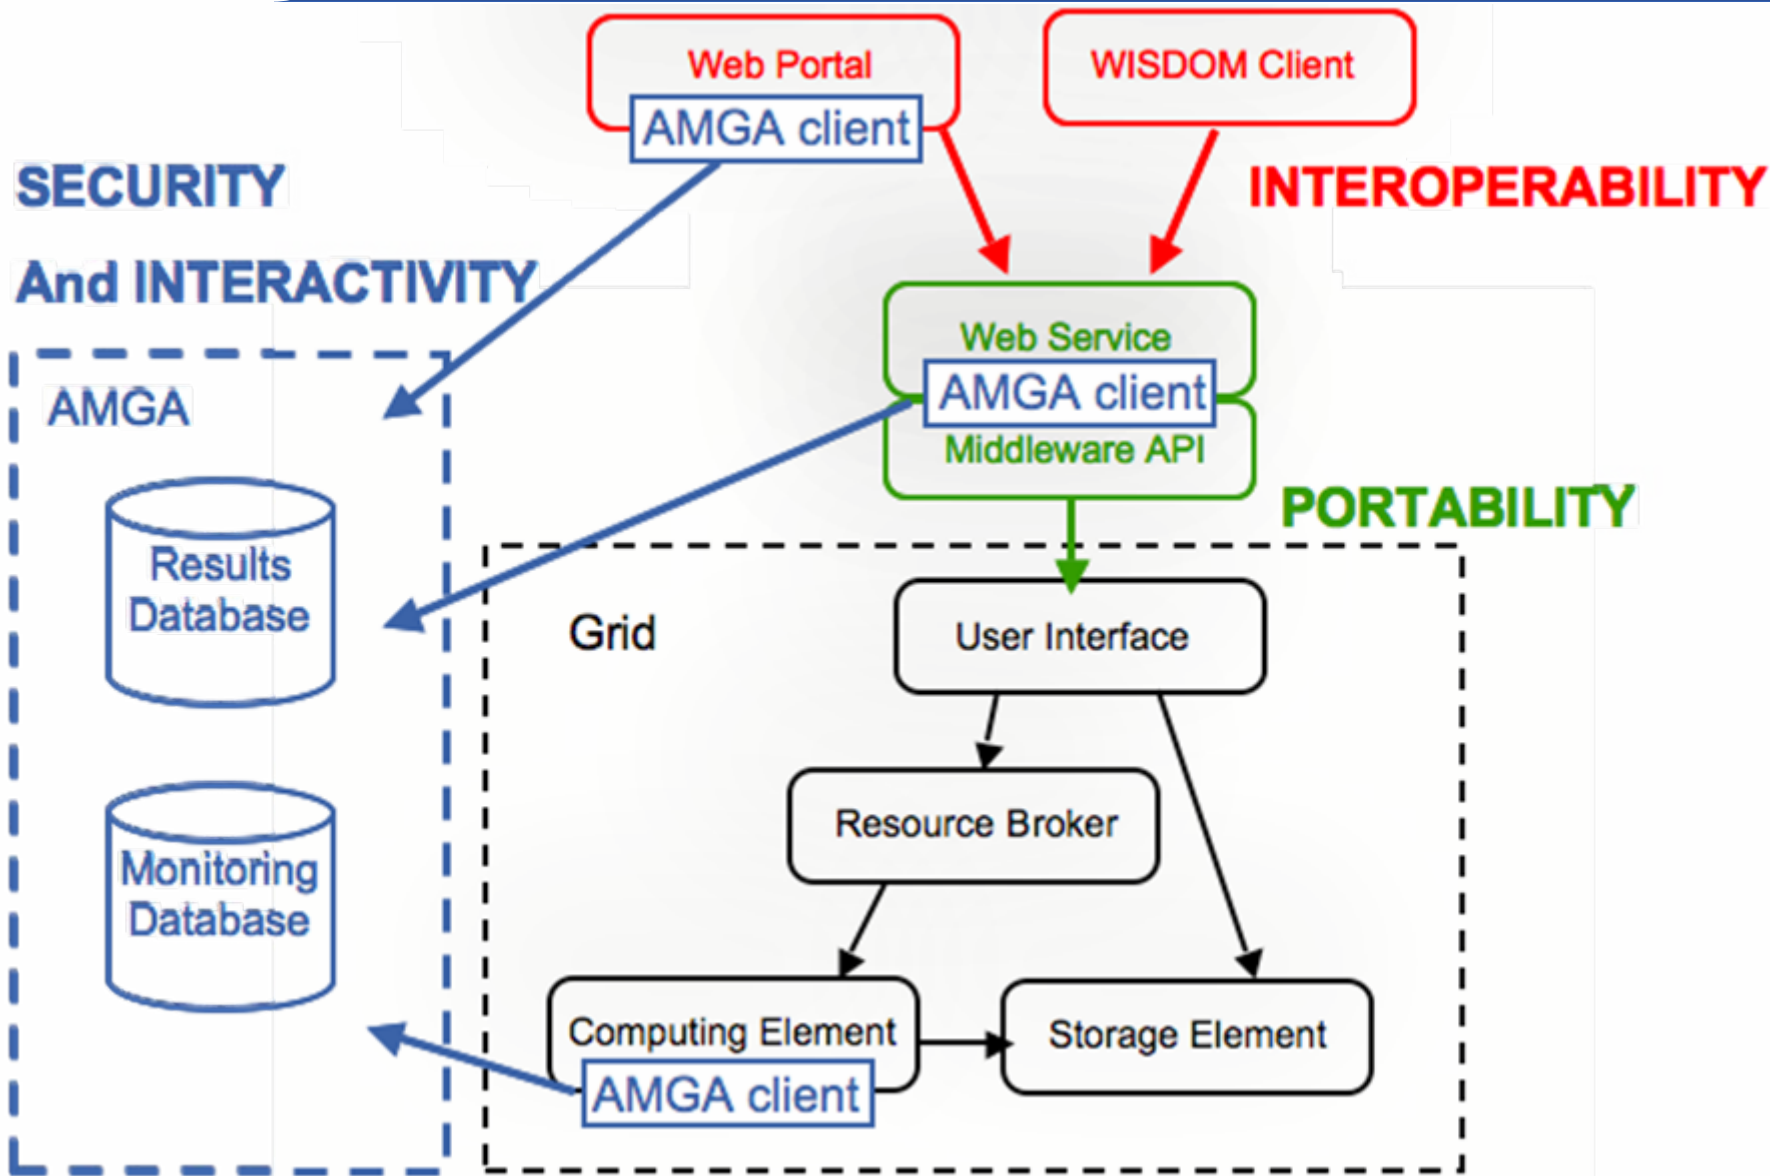 Web Portal
AMGA client
WISDOM Client
SECURITY
And INTERACTIVITY
INTEROPERABILITY
Web Service
AMGA client
Middleware API
PORTABILITY
AMGA
Results
Database
Monitoring
Database
Grid
User Interface
Resource Broker
Computing Element
AMGA client
Storage Element